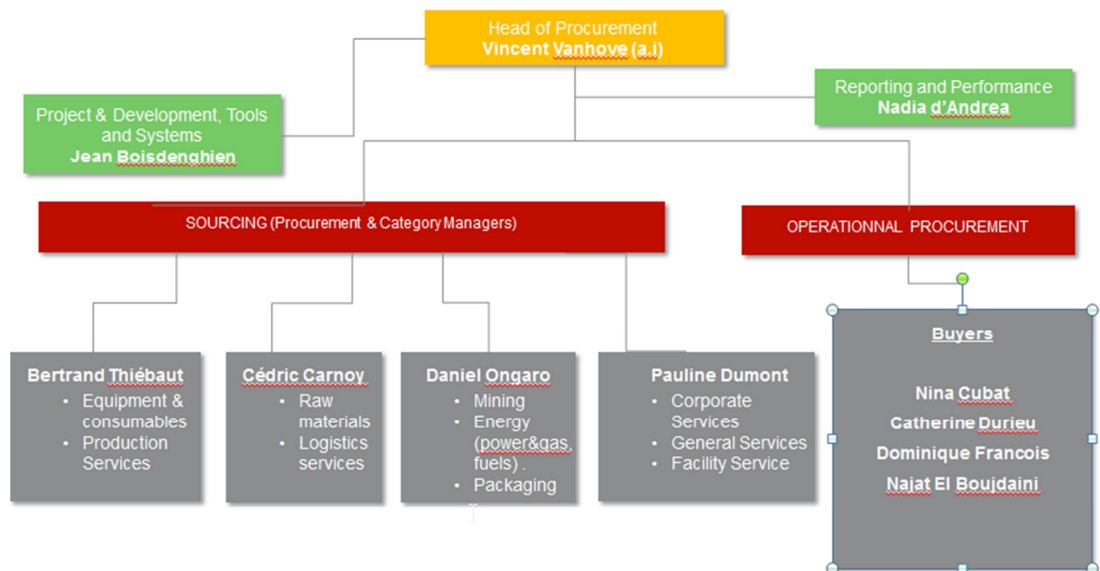 Head of Procurement
Vincent Vanhove (a.i)
Reporting and Performance
Nadia d'Andrea
Project & Development, Tools
and Systems
Jean Boisdenghien
SOURCING (Procurement & Category Managers)
OPERATIONNAL PROCUREMENT
Bertrand Thiébaut
• Equipment &
consumables
• Production
Services
Cédric Carnoy
• Raw
materials
• Logistics
services
Daniel Ongaro
• Mining
• Energy
(power&gas,
fuels) .
• Packaging
Pauline Dumont
• Corporate
Services
• General Services
• Facility Service
Buyers
Nina Cubat
Catherine Durieu
Dominique Francois
Najat El Boujdaini